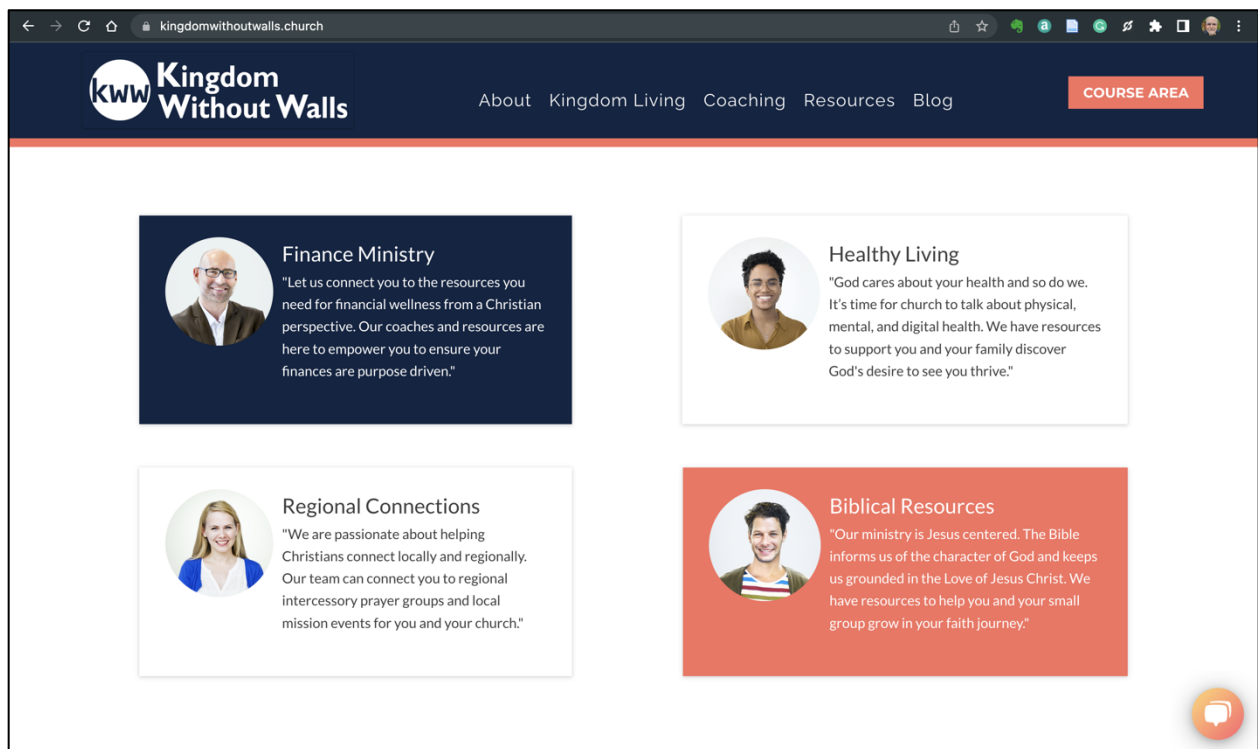 kingdomwithoutwalls.church
kww Kingdom
Without Walls
About Kingdom Living Coaching Resources Blog
COURSE AREA
Finance Ministry
"Let us connect you to the resources you
need for financial wellness from a Christian
perspective. Our coaches and resources are
here to empower you to ensure your
finances are purpose driven."
Healthy Living
"God cares about your health and so do we.
It's time for church to talk about physical,
mental, and digital health. We have resources
to support you and your family discover
God's desire to see you thrive."
Regional Connections
"We are passionate about helping
Christians connect locally and regionally.
Our team can connect you to regional
intercessory prayer groups and local
mission events for you and your church."
Biblical Resources
"Our ministry is Jesus centered. The Bible
informs us of the character of God and keeps
us grounded in the Love of Jesus Christ. We
have resources to help you and your small
group grow in your faith journey."